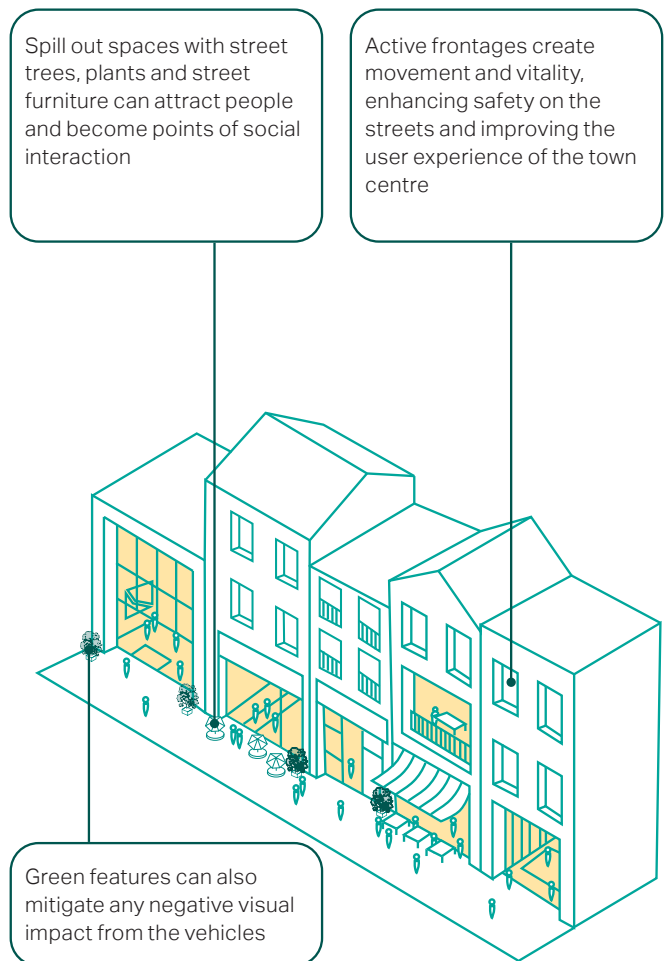 Spill out spaces with street
trees, plants and street
furniture can attract people
and become points of social
interaction
Active frontages create
movement and vitality,
enhancing safety on the
streets and improving the
user experience of the town
centre
Green features can also
mitigate any negative visual
impact from the vehicles